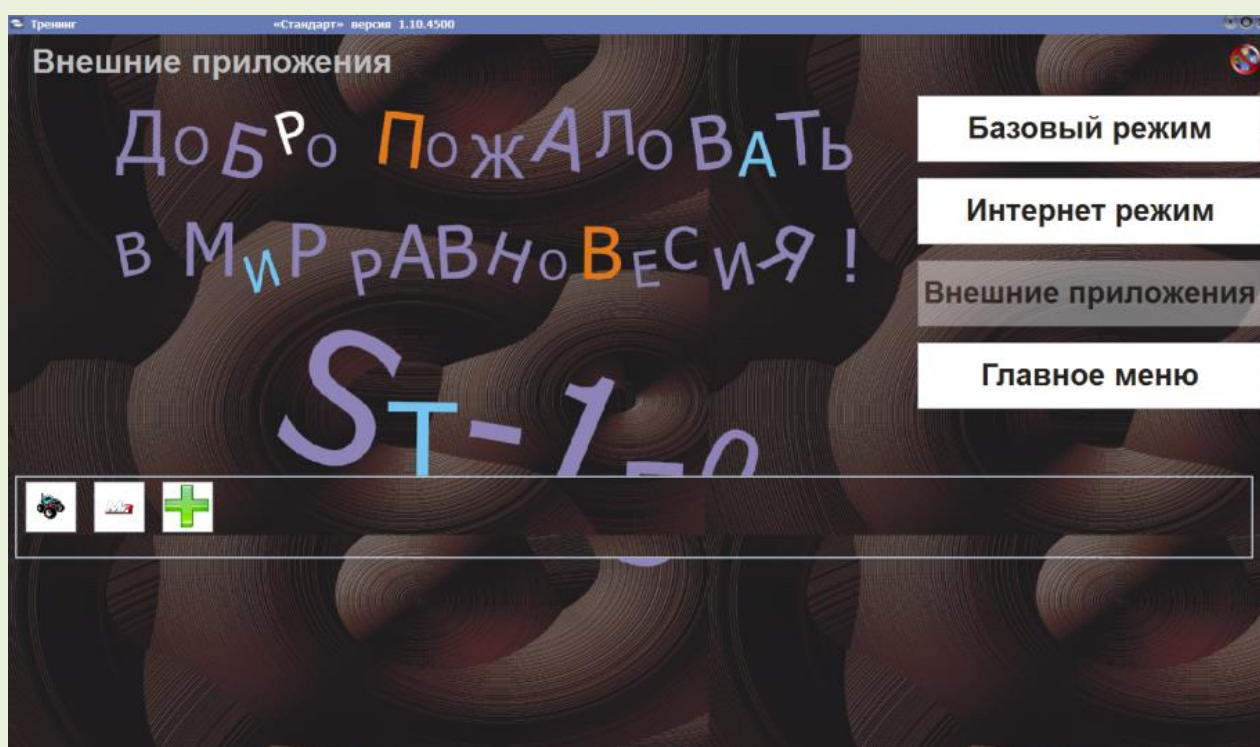 Тренинг «Стандарт» версия 1.10.4500
Внешние приложения
ДоБРо ПожАЛоВАТЬ
В МиР рАВНоВЕСИЯ !
Базовый режим
Интернет режим
Внешние приложения
Главное меню